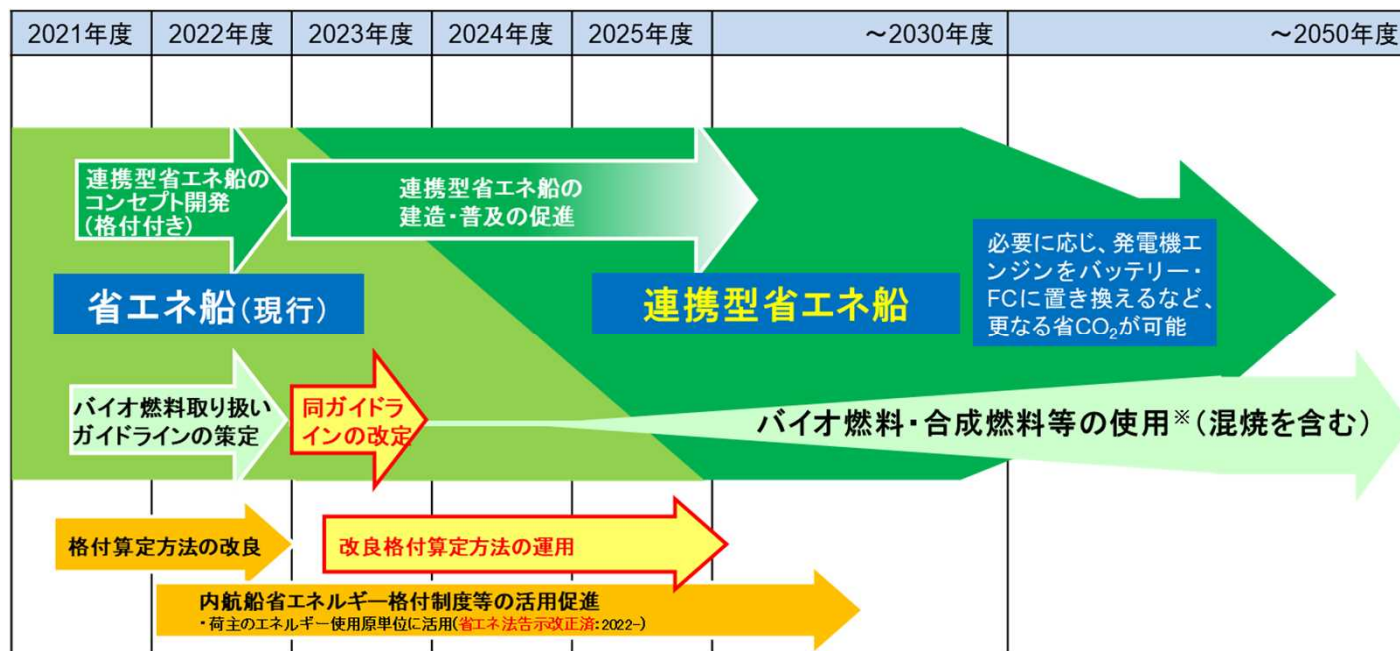 2021年度 2022年度 2023年度 2024年度 2025年度 ～2030年度 ～2050年度
連携型省エネ船の
コンセプト開発
(格付付き)
連携型省エネ船の
建造・普及の促進
必要に応じ、発電機エ
ンジンをバッテリー・
FCに置き換えるなど、
更なる省CO₂が可能
省エネ船(現行)
連携型省エネ船
バイオ燃料取り扱い
ガイドラインの策定
同ガイドラ
インの改定
バイオ燃料・合成燃料等の使用※(混焼を含む)
格付算定方法の改良
改良格付算定方法の運用
内航船省エネルギー格付制度等の活用促進
・荷主のエネルギー使用原単位に活用(省エネ法告示改正済:2022-)